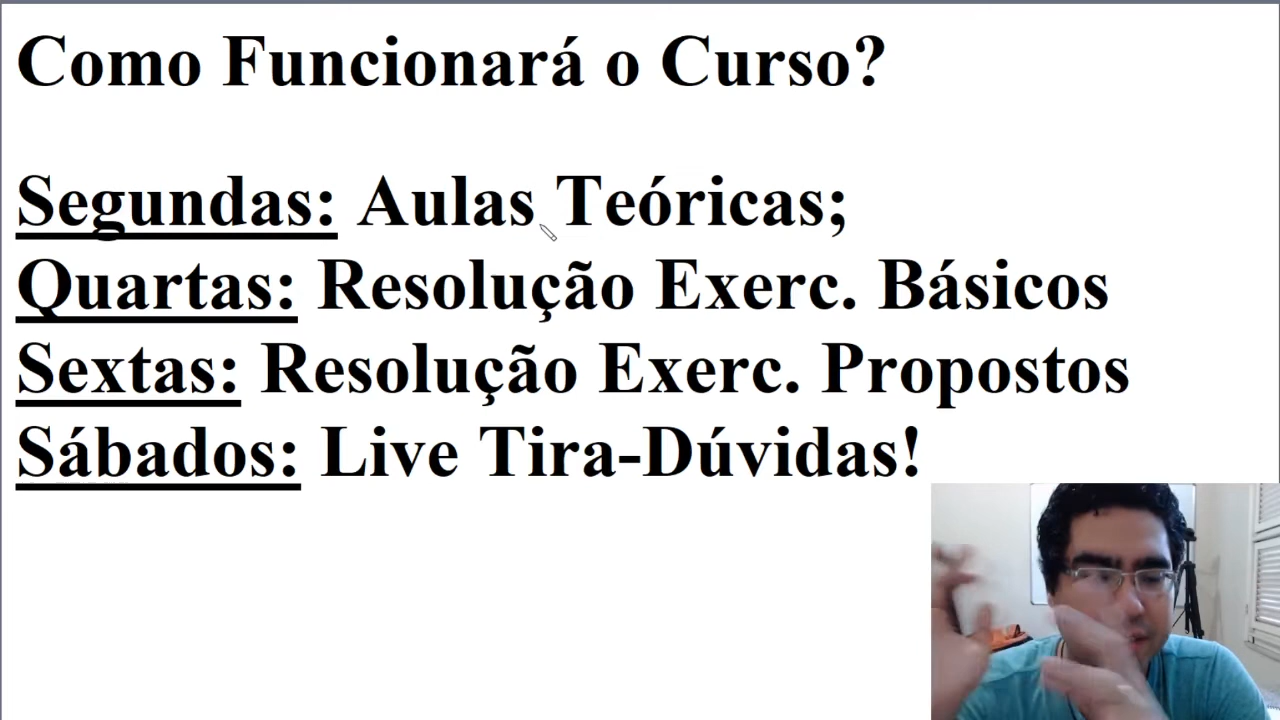 Como Funcionará o Curso?
Segundas: Aulas Teóricas;
Quartas: Resolução Exerc. Básicos
Sextas: Resolução Exerc. Propostos
Sábados: Live Tira-Dúvidas!